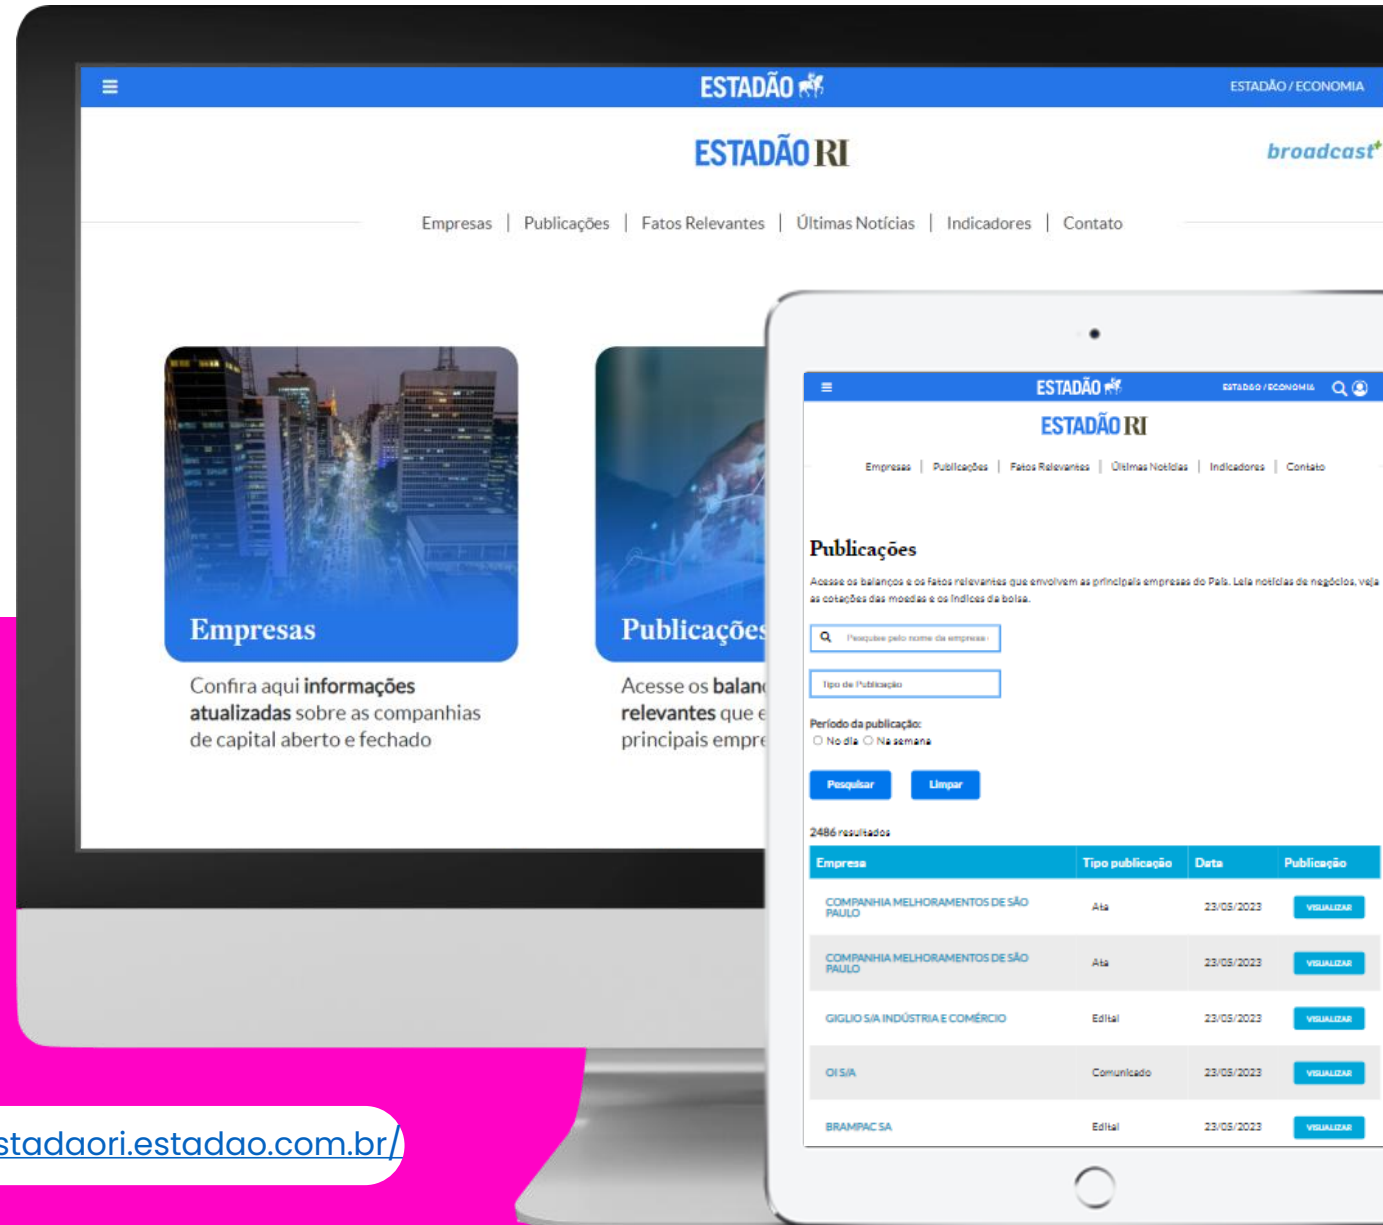 ESTADÃO
ESTADÃO / ECONOMIA
ESTADÃO RI
broadcast+
Empresas | Publicações | Fatos Relevantes | Últimas Notícias | Indicadores | Contato
Empresas
Confira aqui informações
atualizadas sobre as companhias
de capital aberto e fechado
Publicações
Acesse os
relevantes que
principais
ESTADÃO
ESTADÃO / ECONOMIA
ESTADÃO RI
Empresas | Publicações | Fatos Relevantes | Últimas Notícias | Indicadores | Contato
Publicações
Acesse os balanços e os fatos relevantes que envolvem as principais empresas do País. Leia notícias de negócios, veja
as cotações das moedas e os índices da bolsa.
Pesquise pelo nome da empresa
Tipo de Publicação
Período da publicação:
No dia Na semana
Pesquisar Limpar
2486 resultados
Empresa Tipo publicação Data Publicação
COMPANHIA MELHORAMENTOS DE SÃO
PAULO
Ata 23/05/2023 VISUALIZAR
COMPANHIA MELHORAMENTOS DE SÃO
PAULO
Ata 23/05/2023 VISUALIZAR
GIGLIO S/A INDÚSTRIA E COMÉRCIO Edital 23/05/2023 VISUALIZAR
OI S/A Comunicado 23/05/2023 VISUALIZAR
BRAMPAC SA Edital 23/05/2023 VISUALIZAR
stadaori.estadao.com.br/